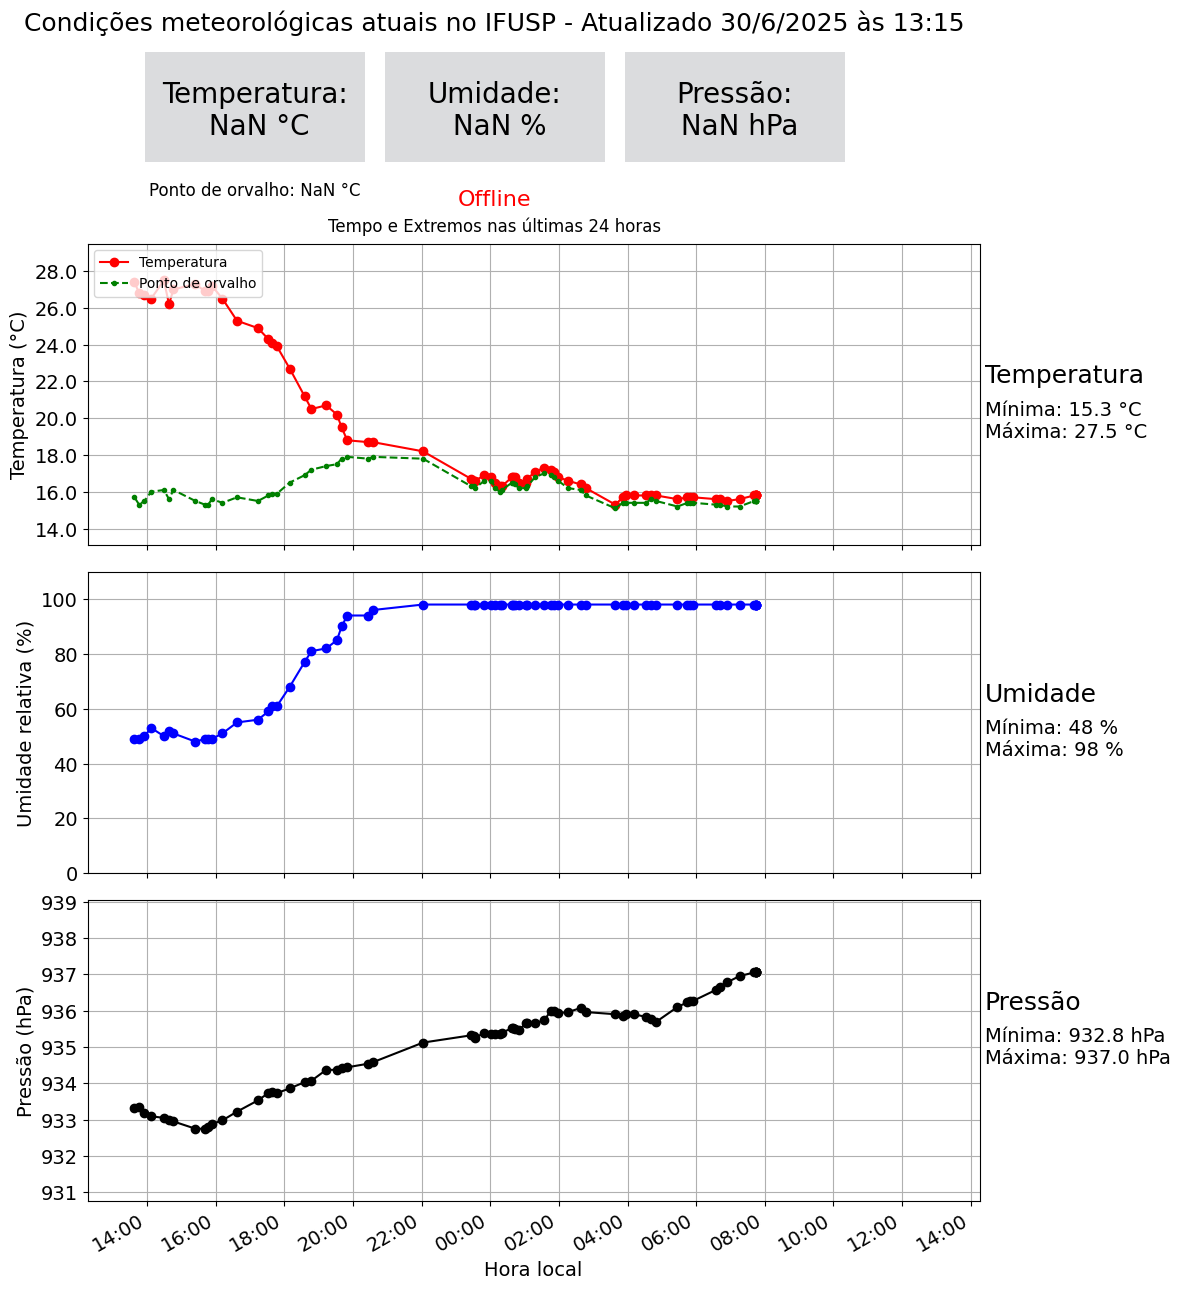 Condições meteorológicas atuais no IFUSP - Atualizado 30/6/2025 às 13:15
Temperatura:
NaN °C
Umidade:
NaN %
Pressão:
NaN hPa
Ponto de orvalho: NaN °C
Offline
Tempo e Extremos nas últimas 24 horas
Temperatura
Ponto de orvalho
Temperatura (°C)
28.0
26.0
24.0
22.0
20.0
18.0
16.0
14.0
Temperatura
Mínima: 15.3 °C
Máxima: 27.5 °C
Umidade relativa (%)
100
80
60
40
20
0
Umidade
Mínima: 48 %
Máxima: 98 %
Pressão (hPa)
939
938
937
936
935
934
933
932
931
Pressão
Mínima: 932.8 hPa
Máxima: 937.0 hPa
14:00 16:00 18:00 20:00 22:00 00:00 02:00 04:00 06:00 08:00 10:00 12:00 14:00
Hora local